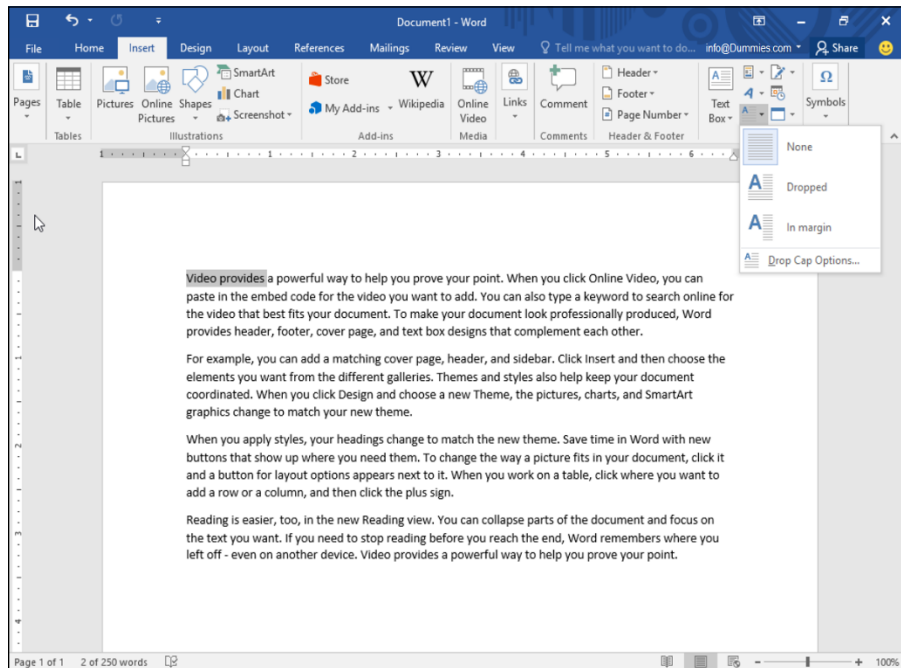 Document1 - Word
File Home Insert Design Layout References Mailings Review View Tell me what you want to do... info@Dummies.com Share
Pages Table Pictures Online Pictures Shapes SmartArt Chart Screenshot Store My Add-ins Wikipedia Online Video Links Comment Header Footer Page Number Text Box Symbols
Tables Illustrations Add-ins Media Comments Header & Footer
None
Dropped
In margin
Drop Cap Options...
1 1 2 3 4 5 6
Video provides a powerful way to help you prove your point. When you click Online Video, you can
paste in the embed code for the video you want to add. You can also type a keyword to search online for
the video that best fits your document. To make your document look professionally produced, Word
provides header, footer, cover page, and text box designs that complement each other.
For example, you can add a matching cover page, header, and sidebar. Click Insert and then choose the
elements you want from the different galleries. Themes and styles also help keep your document
coordinated. When you click Design and choose a new Theme, the pictures, charts, and SmartArt
graphics change to match your new theme.
When you apply styles, your headings change to match the new theme. Save time in Word with new
buttons that show up where you need them. To change the way a picture fits in your document, click it
and a button for layout options appears next to it. When you work on a table, click where you want to
add a row or a column, and then click the plus sign.
Reading is easier, too, in the new Reading view. You can collapse parts of the document and focus on
the text you want. If you need to stop reading before you reach the end, Word remembers where you
left off - even on another device. Video provides a powerful way to help you prove your point.
Page 1 of 1 2 of 250 words 100%